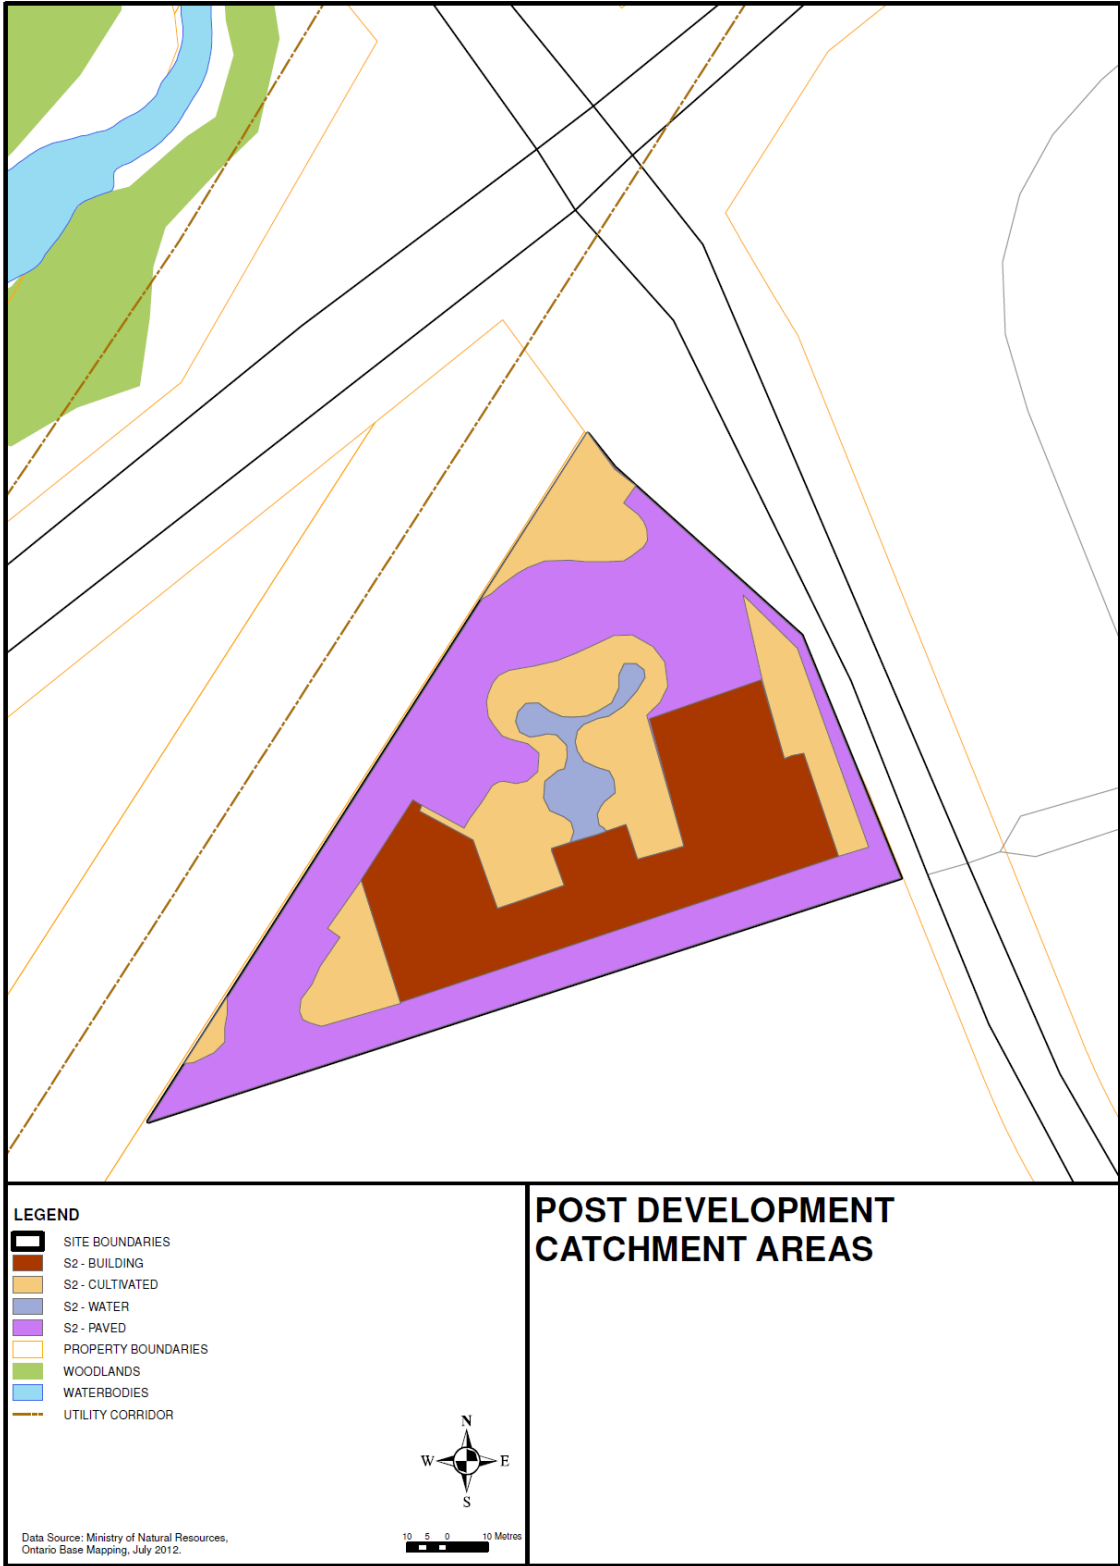 LEGEND
SITE BOUNDARIES
S2 - BUILDING
S2 - CULTIVATED
S2 - WATER
S2 - PAVED
PROPERTY BOUNDARIES
WOODLANDS
WATERBODIES
UTILITY CORRIDOR
N
W E
S
Data Source: Ministry of Natural Resources,
Ontario Base Mapping, July 2012.
10 5 0 10 Metres
POST DEVELOPMENT
CATCHMENT AREAS